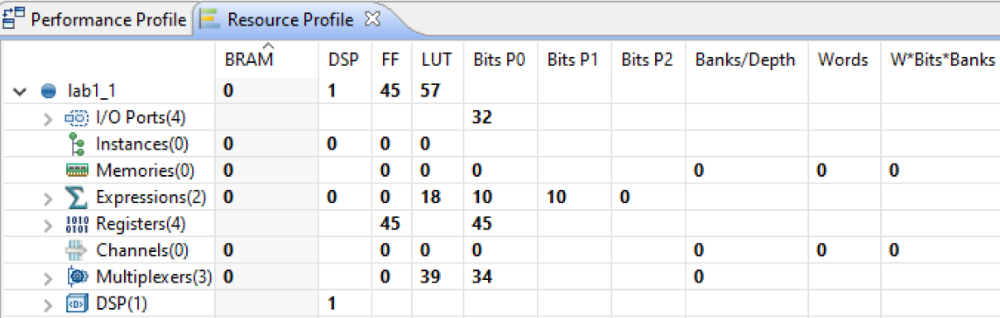 Performance Profile Resource Profile
BRAM DSP FF LUT Bits P0 Bits P1 Bits P2 Banks/Depth Words W*Bits*Banks
lab1_1 0 1 45 57
I/O Ports(4) 32
Instances(0) 0 0 0 0
Memories(0) 0 0 0 0 0 0 0
Expressions(2) 0 0 0 18 10 10 0
1010 0101 Registers(4) 45 45
Channels(0) 0 0 0 0 0 0 0
Multiplexers(3) 0 0 39 34 0
DSP(1) 1